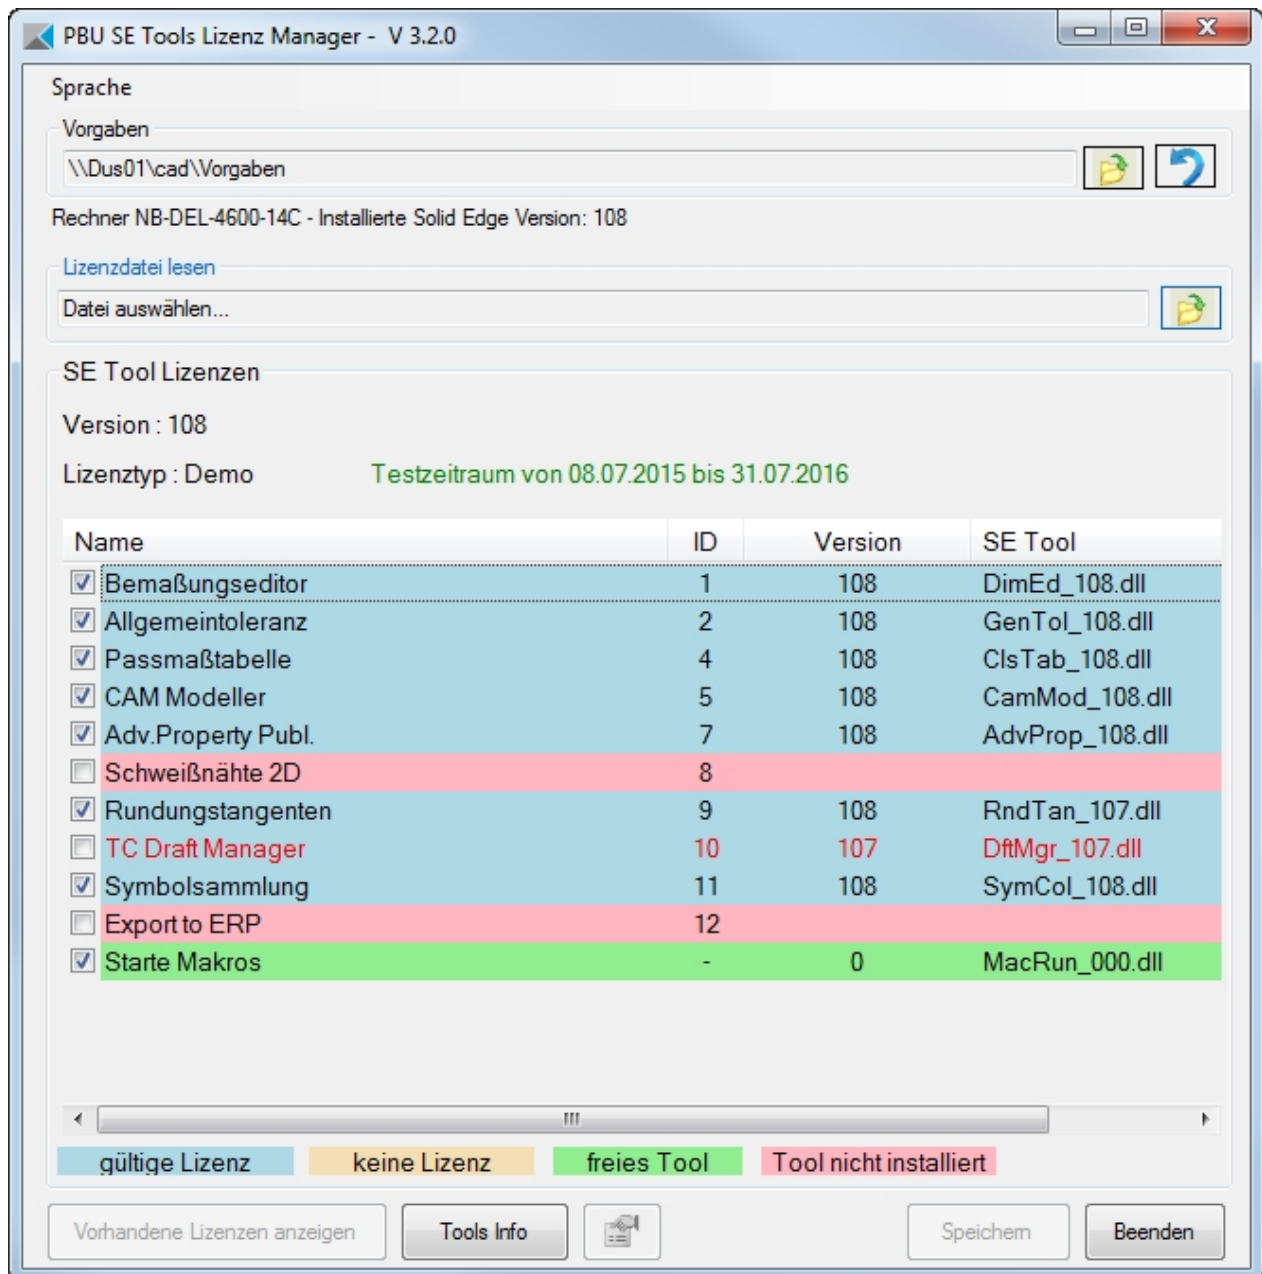 PBU SE Tools Lizenz Manager - V 3.2.0
Sprache
Vorgaben
\\Dus01\cad\Vorgaben
Rechner NB-DEL-4600-14C - Installierte Solid Edge Version: 108
Lizenzdatei lesen
Datei auswählen...
SE Tool Lizenzen
Version : 108
Lizenztyp : Demo Testzeitraum von 08.07.2015 bis 31.07.2016
Name ID Version SE Tool
Bemaßungseditor 1 108 DimEd_108.dll
Allgemeintoleranz 2 108 GenTol_108.dll
Passmaßtabelle 4 108 ClsTab_108.dll
CAM Modeller 5 108 CamMod_108.dll
Adv.Property Publ. 7 108 AdvProp_108.dll
Schweißnähte 2D 8
Rundungstangenten 9 108 RndTan_107.dll
TC Draft Manager 10 107 DftMgr_107.dll
Symbolsammlung 11 108 SymCol_108.dll
Export to ERP 12
Starte Makros - 0 MacRun_000.dll
gültige Lizenz keine Lizenz freies Tool Tool nicht installiert
Vorhandene Lizenzen anzeigen Tools Info Speichern Beenden